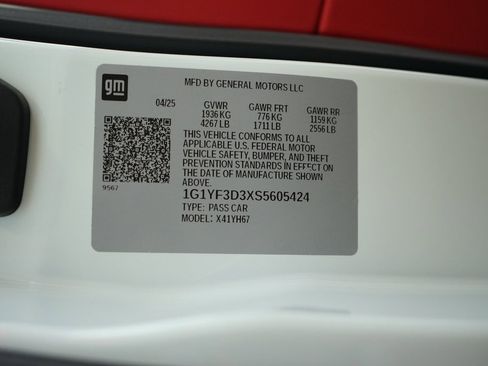 gm
MFD BY GENERAL MOTORS LLC
04/25 GVWR GAWR FRT GAWR RR
1936 KG 776 KG 1159 KG
4267 LB 1711 LB 2556 LB
THIS VEHICLE CONFORMS TO ALL
APPLICABLE U.S. FEDERAL MOTOR
VEHICLE SAFETY, BUMPER, AND THEFT
PREVENTION STANDARDS IN EFFECT ON
THE DATE OF MANUFACTURE SHOWN
ABOVE.
9567
1G1YF3D3XS5605424
TYPE: PASS CAR
MODEL: X41YH67